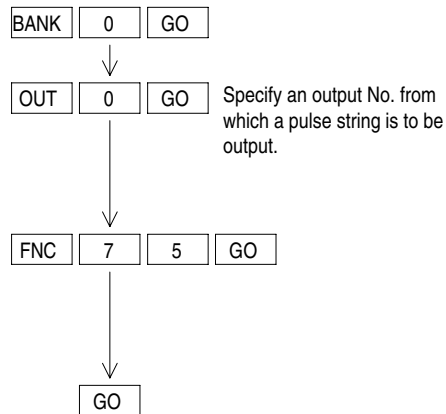 BANK 0 GO
OUT 0 GO
Specify an output No. from
which a pulse string is to be
output.
FNC 7 5 GO
GO